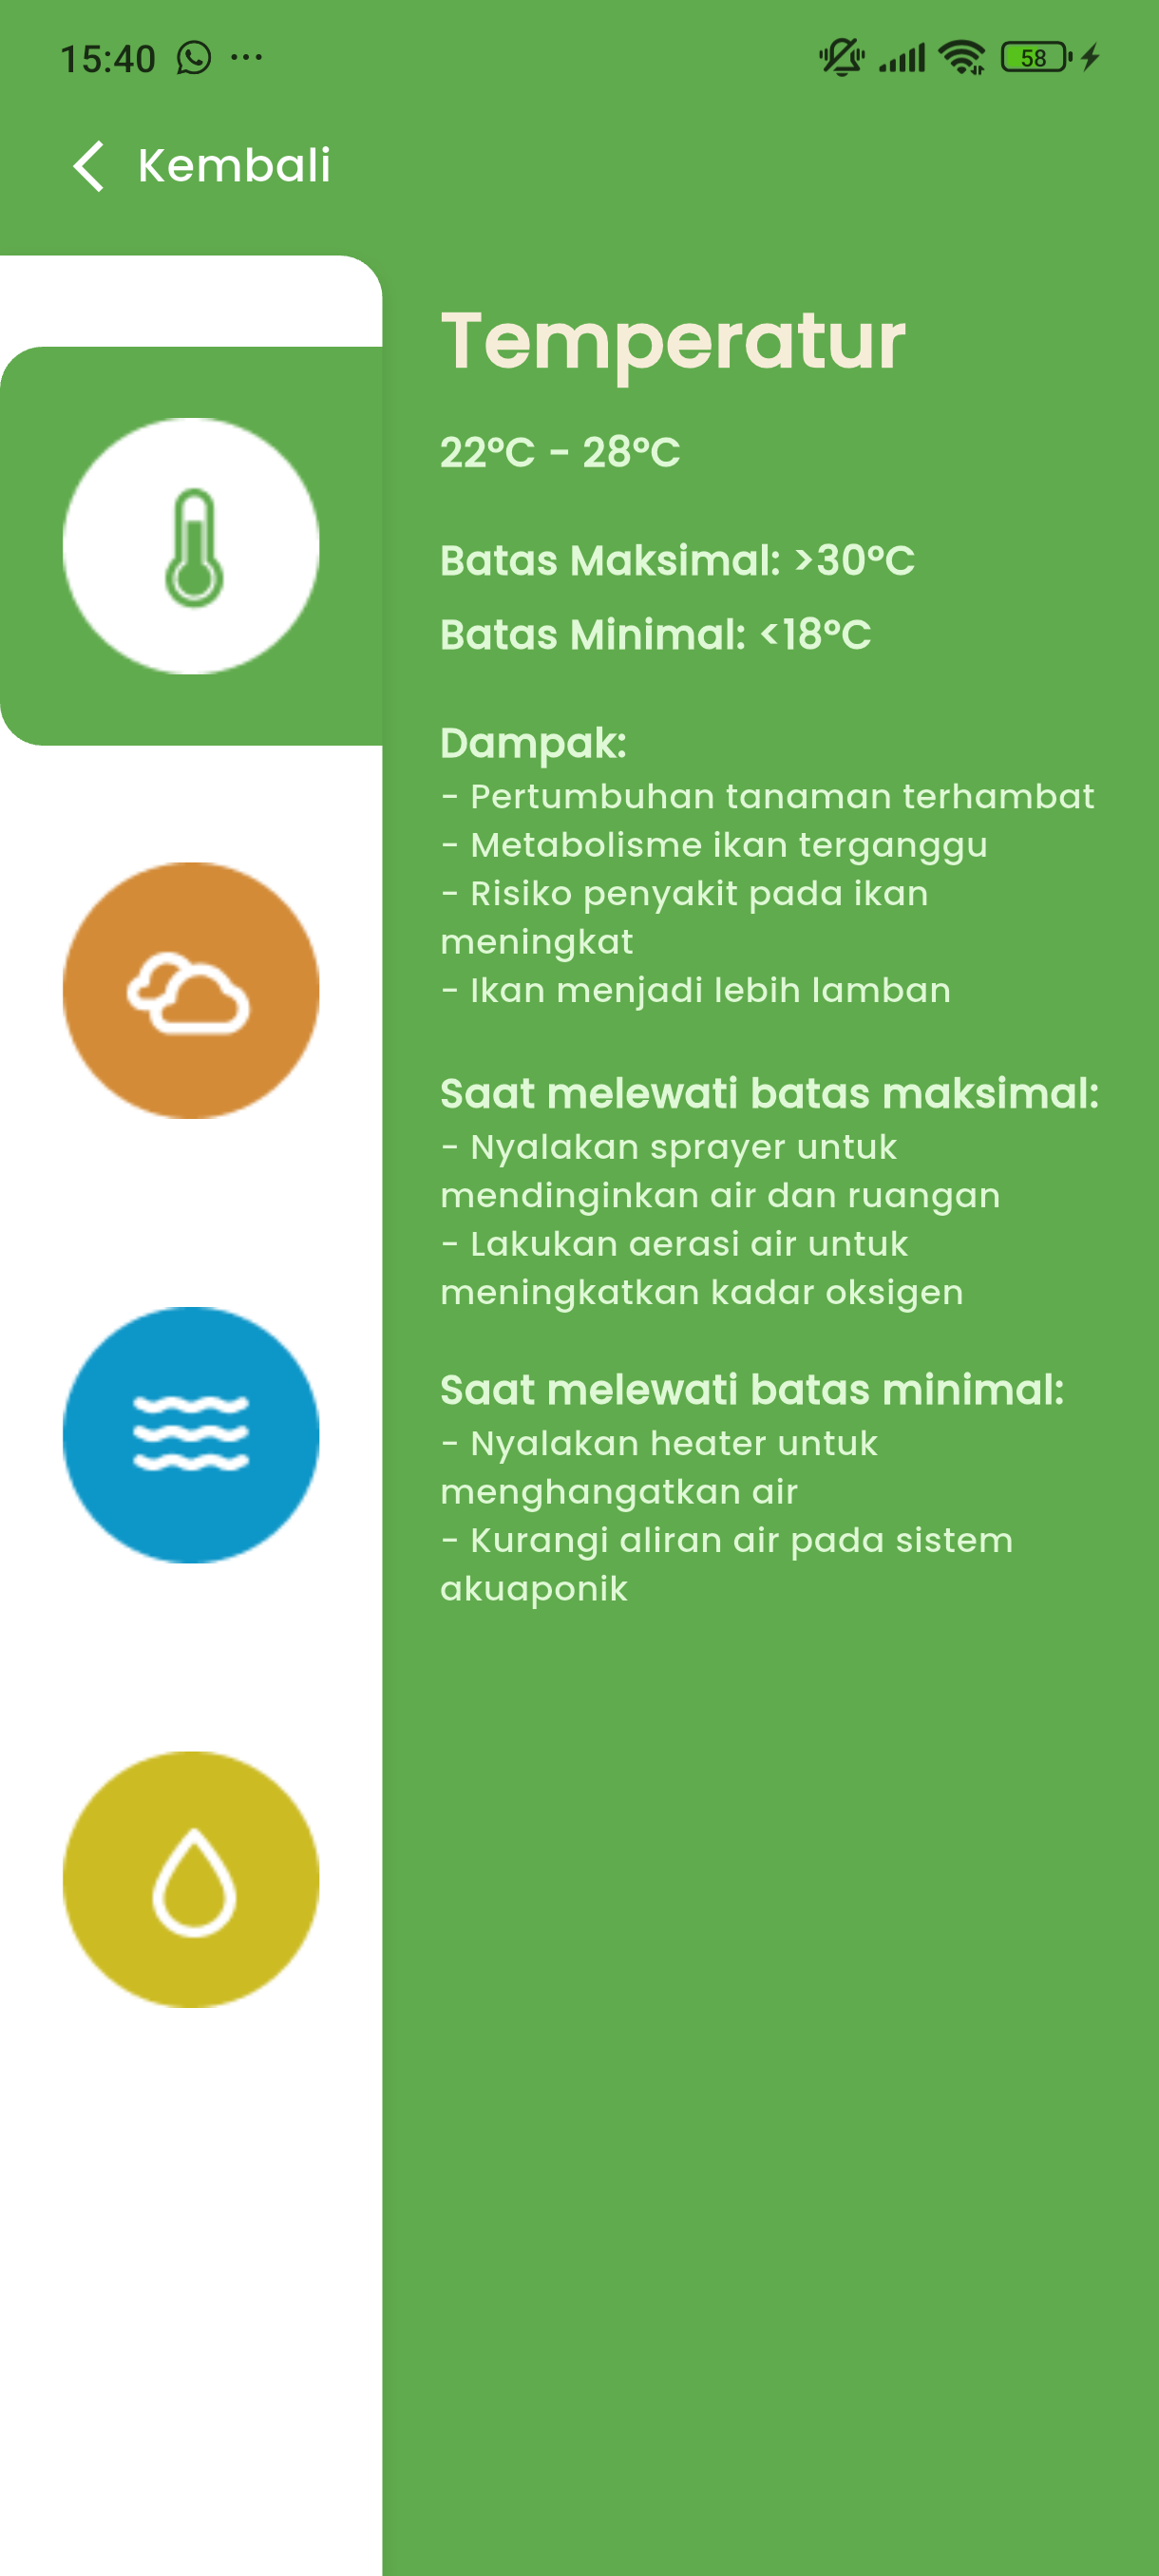 15:40
58
Kembali
Temperatur
22°C - 28°C
Batas Maksimal: >30°C
Batas Minimal: <18°C
Dampak:
- Pertumbuhan tanaman terhambat
- Metabolisme ikan terganggu
- Risiko penyakit pada ikan
meningkat
- Ikan menjadi lebih lamban
Saat melewati batas maksimal:
- Nyalakan sprayer untuk
mendinginkan air dan ruangan
- Lakukan aerasi air untuk
meningkatkan kadar oksigen
Saat melewati batas minimal:
- Nyalakan heater untuk
menghangatkan air
- Kurangi aliran air pada sistem
akuaponik